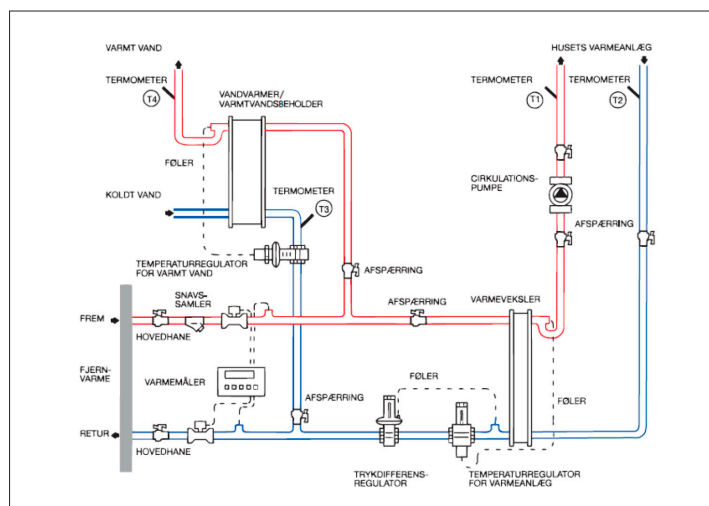 VARMT VAND
HUSETS VARMEANLÆG
TERMOMETER
T4
VANDVARMER/
VARMTVANDSBEHOLDER
TERMOMETER
T1
TERMOMETER
T2
FØLER
CIRKULATIONS-
PUMPE
KOLDT VAND
TERMOMETER
T3
AFSPÆRRING
TEMPERATURREGULATOR
FOR VARMT VAND
AFSPÆRRING
SNAVS-
SAMLER
AFSPÆRRING
VARMEVEKSLER
FREM
HOVEDHANE
FJERN-
VARME
VARMEMÅLER
AFSPÆRRING
FØLER
FØLER
RETUR
HOVEDHANE
TRYKDIFFERENS-
REGULATOR
TEMPERATURREGULATOR
FOR VARMEANLÆG